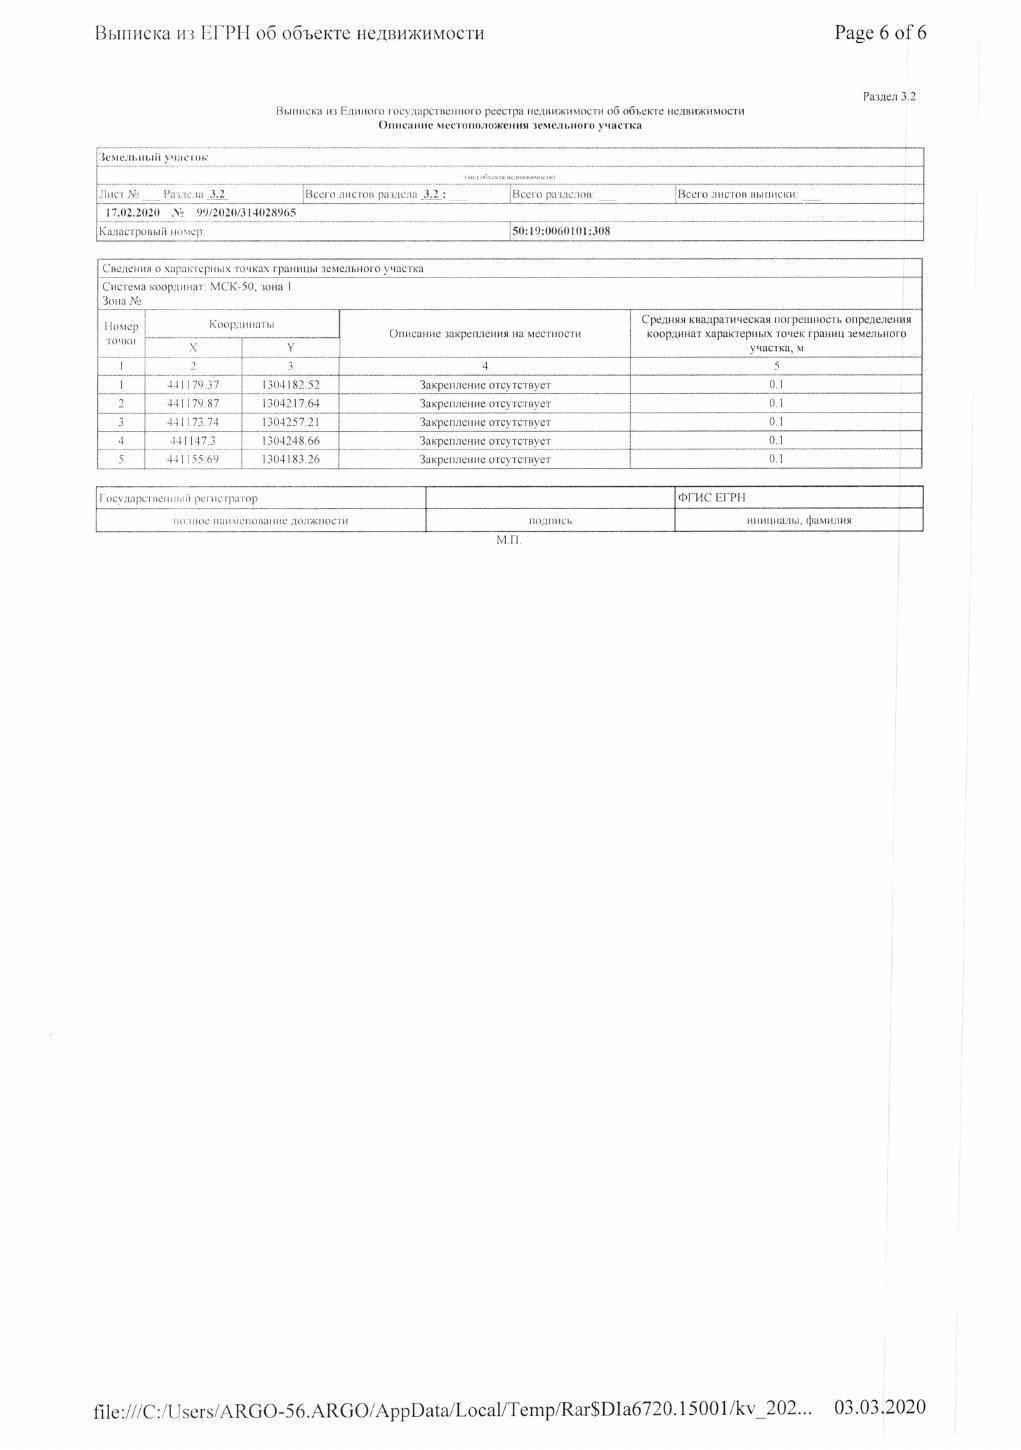 Выписка из ЕГРН об объекте недвижимости Page 6 of 6
Раздел 3.2
Выписка из Единого государственного реестра недвижимости об объекте недвижимости
Описание местоположения земельного участка
Земельный участок
(вид объекта недвижимости)
Лист № ___ Раздела 3.2 Всего листов раздела 3.2 : ___ Всего разделов: ___ Всего листов выписки: ___
17.02.2020 № 99/2020/314028965
Кадастровый номер: 50:19:0060101:308
Сведения о характерных точках границы земельного участка
Система координат: МСК-50, зона 1
Зона №
Номер точки Координаты Описание закрепления на местности Средняя квадратическая погрешность определения координат характерных точек границ земельного участка, м
X Y
1 2 3 4 5
1 441179.37 1304182.52 Закрепление отсутствует 0.1
2 441179.87 1304217.64 Закрепление отсутствует 0.1
3 441173.74 1304257.21 Закрепление отсутствует 0.1
4 441147.3 1304248.66 Закрепление отсутствует 0.1
5 441155.69 1304183.26 Закрепление отсутствует 0.1
Государственный регистратор ФГИС ЕГРН
полное наименование должности подпись инициалы, фамилия
М.П.
file:///C:/Users/ARGO-56.ARGO/AppData/Local/Temp/Rar$DIa6720.15001/kv_202... 03.03.2020